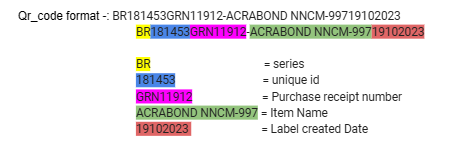 Qr_code format -: BR181453GRN11912-ACRABOND NNCM-99719102023
BR181453GRN11912-ACRABOND NNCM-99719102023
BR = series
181453 = unique id
GRN11912 = Purchase receipt number
ACRABOND NNCM-997 = Item Name
19102023 = Label created Date